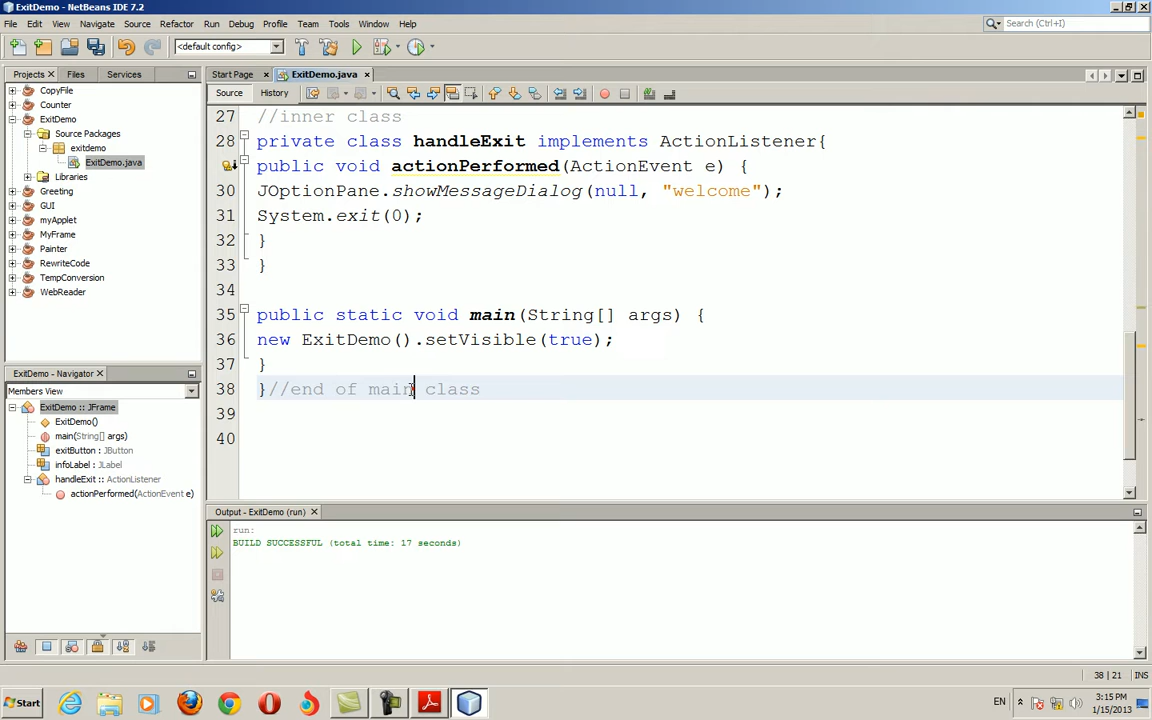 ExitDemo - NetBeans IDE 7.2
File Edit View Navigate Source Refactor Run Debug Profile Team Tools Window Help
Search (Ctrl+I)
<default config>
Projects Files Services
Start Page ExitDemo.java
Source History
CopyFile
Counter
ExitDemo
Source Packages
exitdemo
ExitDemo.java
Libraries
Greeting
GUI
myApplet
MyFrame
Painter
RewriteCode
TempConversion
WebReader
27 //inner class
28 private class handleExit implements ActionListener{
public void actionPerformed(ActionEvent e) {
30 JOptionPane.showMessageDialog(null, "welcome");
31 System.exit(0);
32 }
33 }
34
35 public static void main(String[] args) {
36 new ExitDemo().setVisible(true);
37 }
38 }//end of main class
39
40
ExitDemo - Navigator
Members View
ExitDemo :: JFrame
ExitDemo()
main(String[] args)
exitButton : JButton
infoLabel : JLabel
handleExit :: ActionListener
actionPerformed(ActionEvent e)
Output - ExitDemo (run)
run:
BUILD SUCCESSFUL (total time: 17 seconds)
38 | 21 INS
Start
EN
3:15 PM
1/15/2013